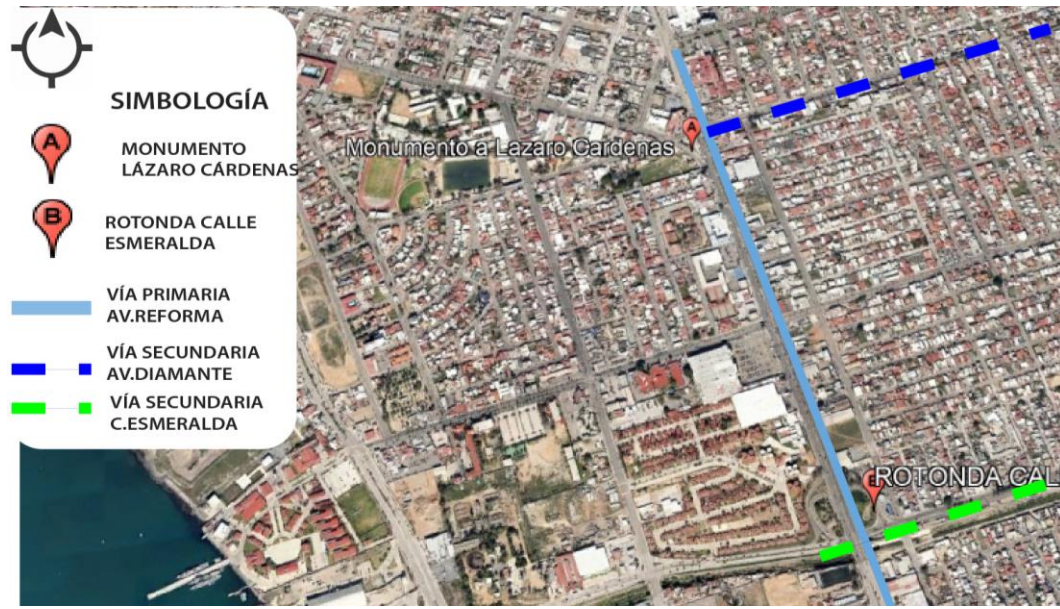 SIMBOLOGÍA
A
MONUMENTO
LÁZARO CÁRDENAS
B
ROTONDA CALLE
ESMERALDA
VÍA PRIMARIA
AV.REFORMA
VÍA SECUNDARIA
AV.DIAMANTE
VÍA SECUNDARIA
C.ESMERALDA
A
Monumento a Lazaro Cardenas
B
ROTONDA CAL